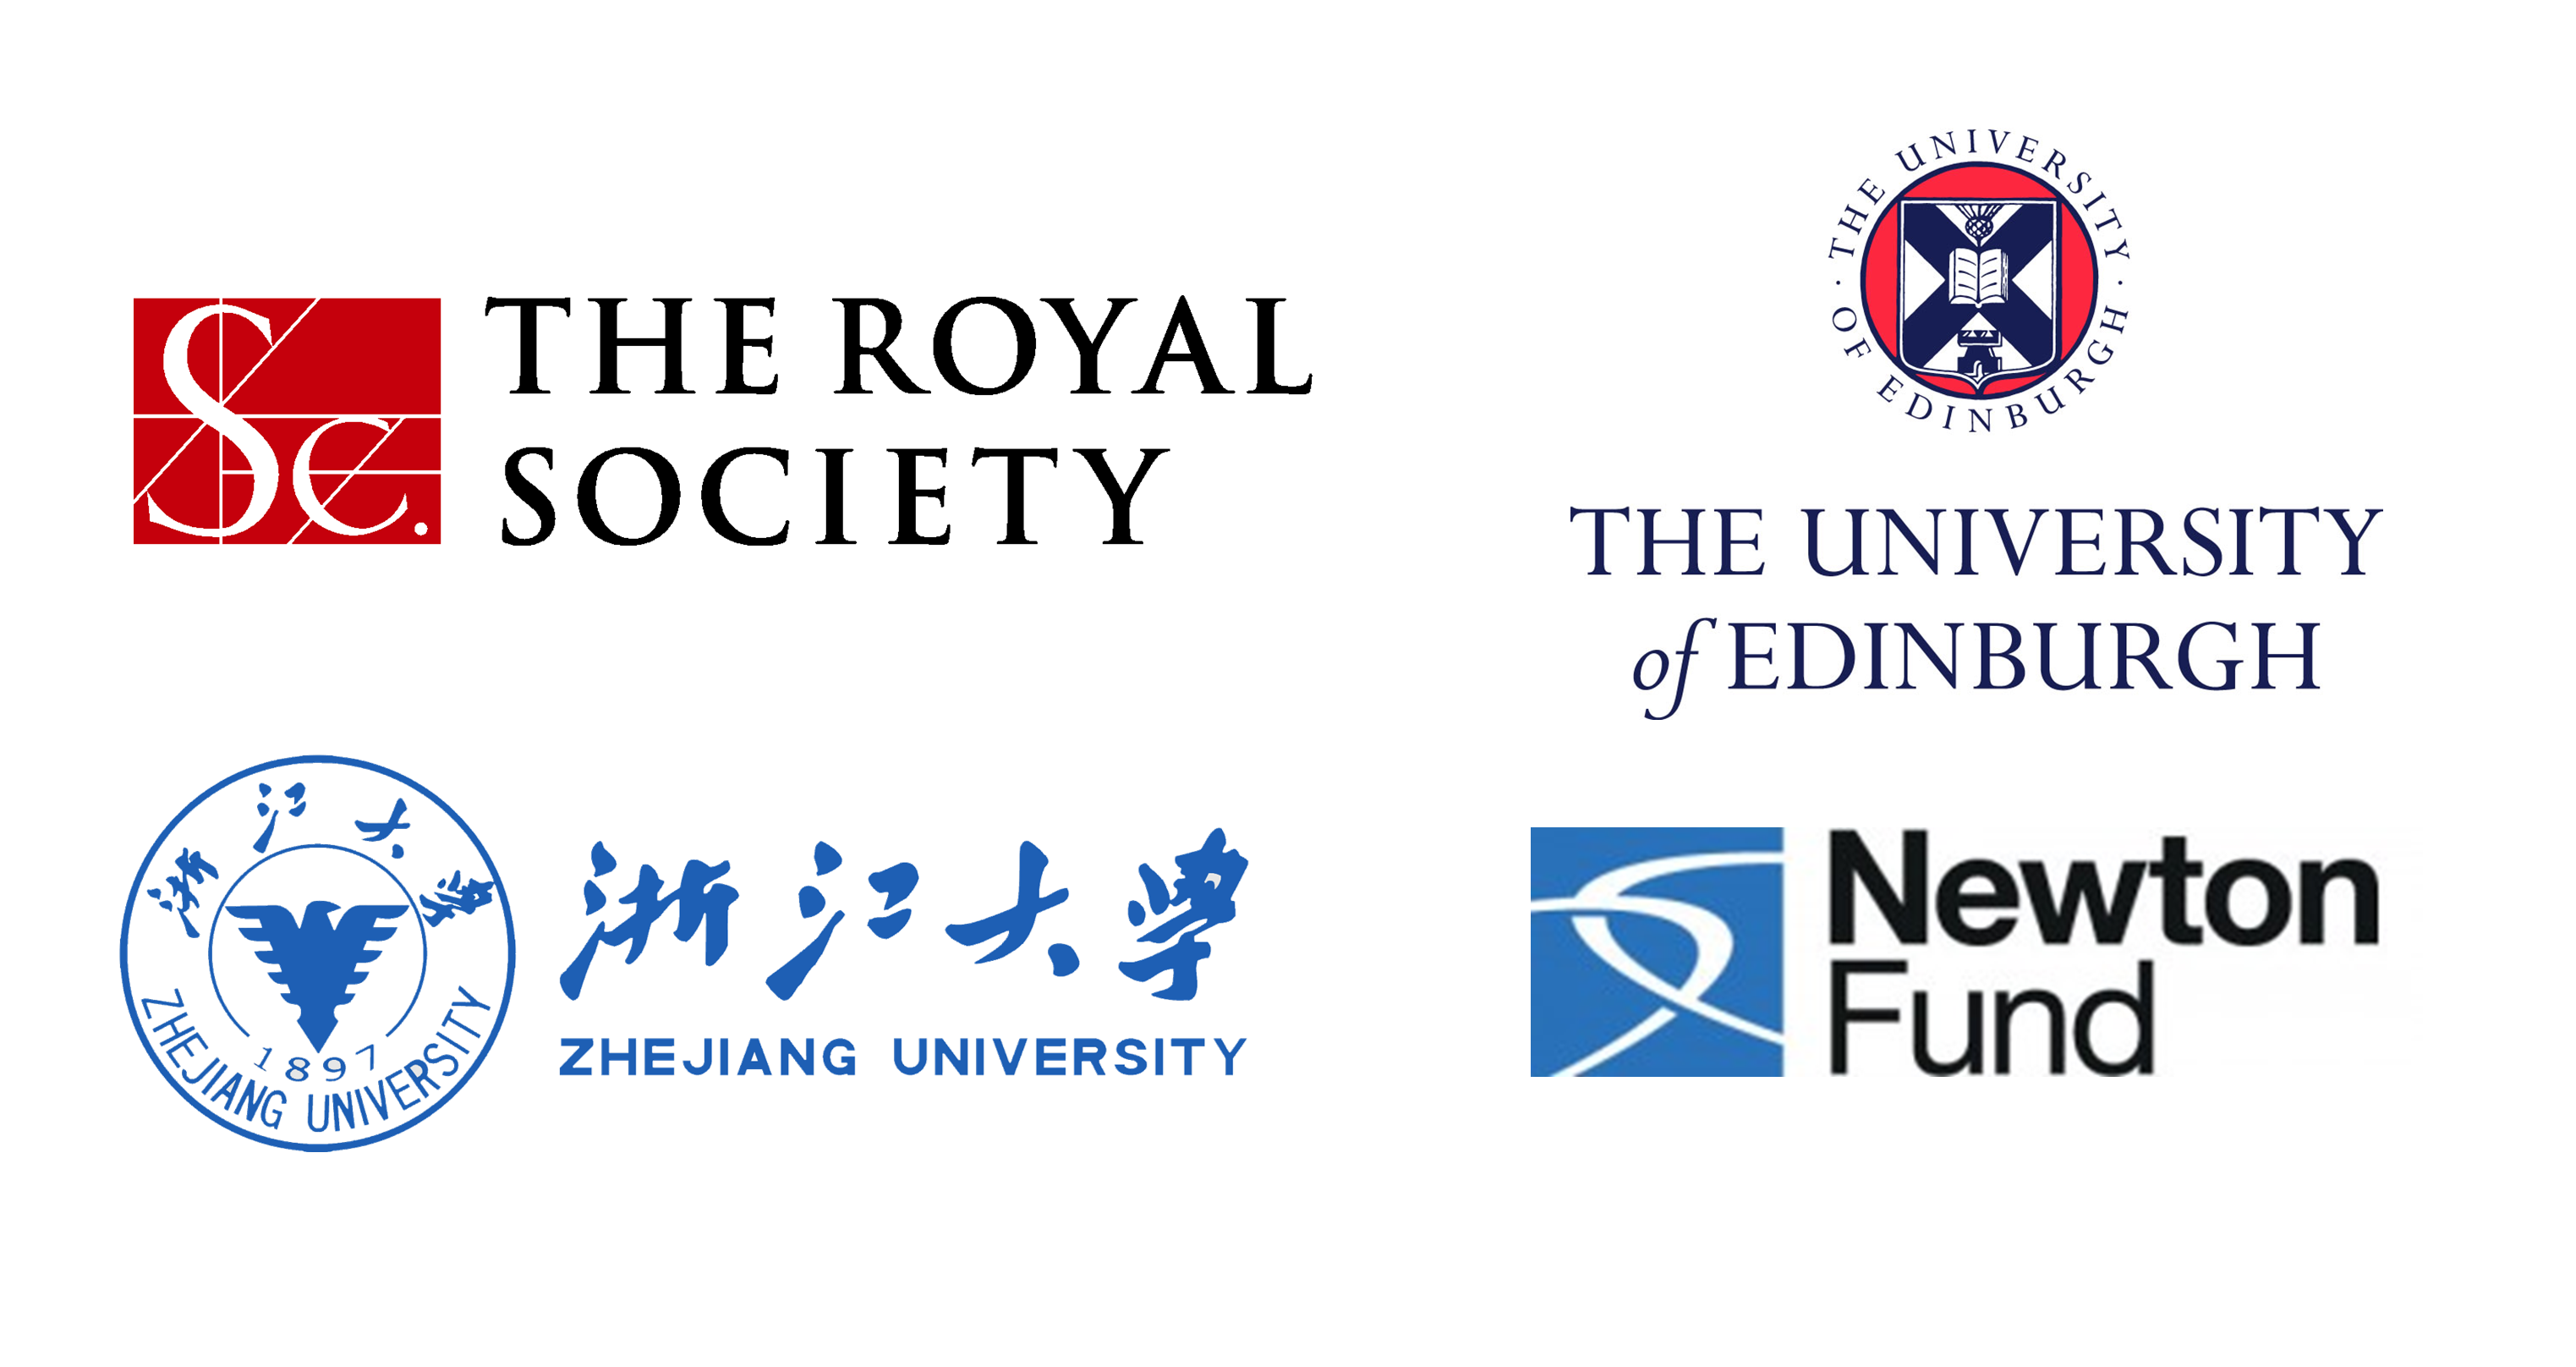 Sc.
THE ROYAL
SOCIETY
THE UNIVERSITY
· OF EDINBURGH ·
THE UNIVERSITY
of EDINBURGH
浙江大學
1897
ZHEJIANG UNIVERSITY
浙江大學
ZHEJIANG UNIVERSITY
Newton
Fund